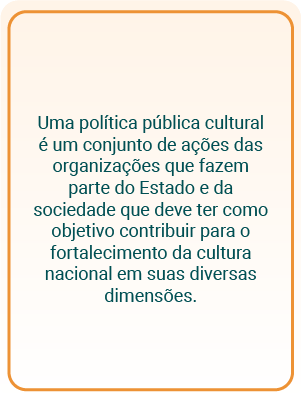 Uma política pública cultural
é um conjunto de ações das
organizações que fazem
parte do Estado e da
sociedade que deve ter como
objetivo contribuir para o
fortalecimento da cultura
nacional em suas diversas
dimensões.